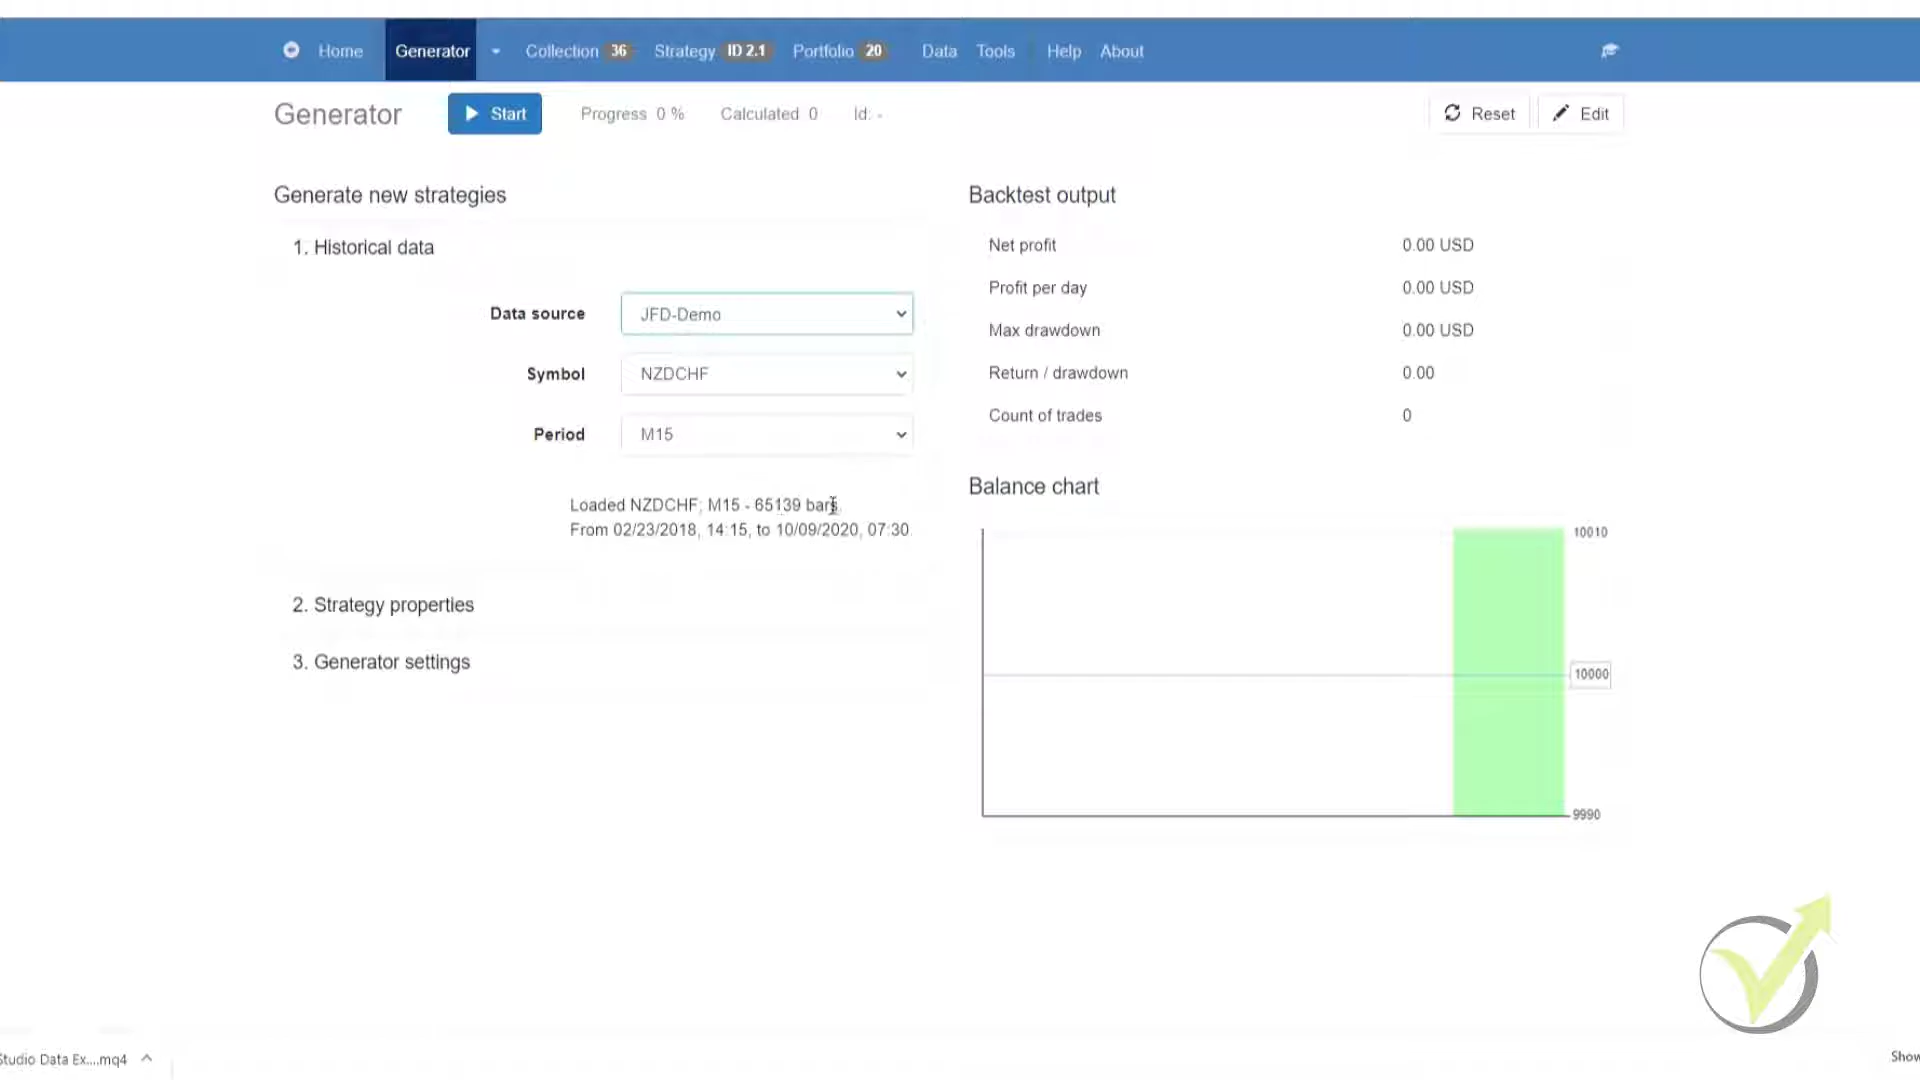 Home Generator Collection 36 Strategy ID 2.1 Portfolio 20 Data Tools Help About
Generator Start Progress 0 % Calculated 0 Id: - Reset Edit
Generate new strategies
1. Historical data
Data source JFD-Demo
Symbol NZDCHF
Period M15
Loaded NZDCHF; M15 - 65139 bars.
From 02/23/2018, 14:15, to 10/09/2020, 07:30.
2. Strategy properties
3. Generator settings
Backtest output
Net profit 0.00 USD
Profit per day 0.00 USD
Max drawdown 0.00 USD
Return / drawdown 0.00
Count of trades 0
Balance chart
10010
10000
9990
Studio Data Ex....mq4
Show